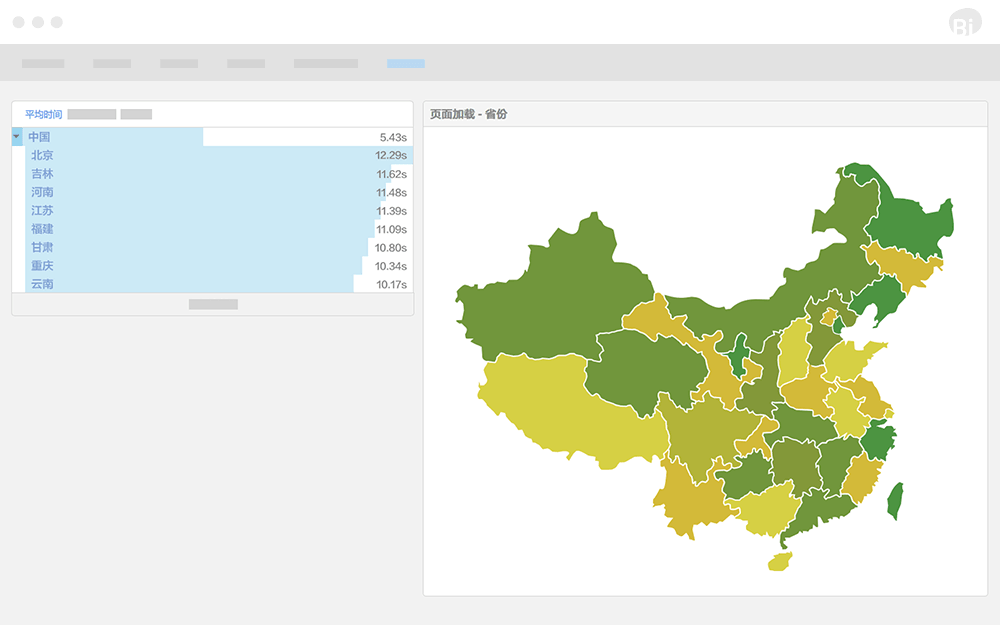 Bi
平均时间
中国 5.43s
北京 12.29s
吉林 11.62s
河南 11.48s
江苏 11.39s
福建 11.09s
甘肃 10.80s
重庆 10.34s
云南 10.17s
页面加载 - 省份